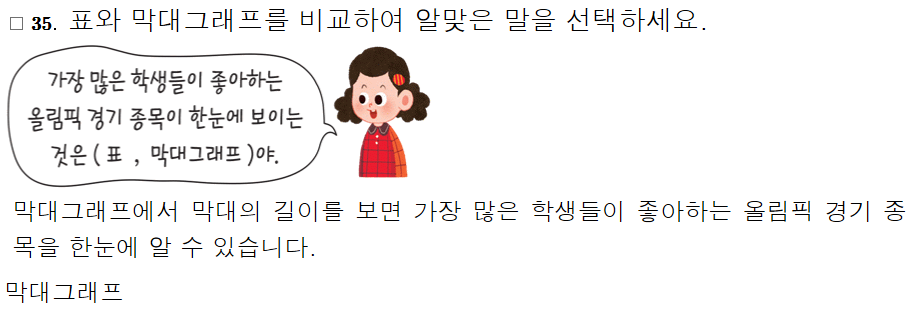 □ 35. 표와 막대그래프를 비교하여 알맞은 말을 선택하세요.
가장 많은 학생들이 좋아하는
올림픽 경기 종목이 한눈에 보이는
것은 ( 표 , 막대그래프 )야.
막대그래프에서 막대의 길이를 보면 가장 많은 학생들이 좋아하는 올림픽 경기 종
목을 한눈에 알 수 있습니다.
막대그래프